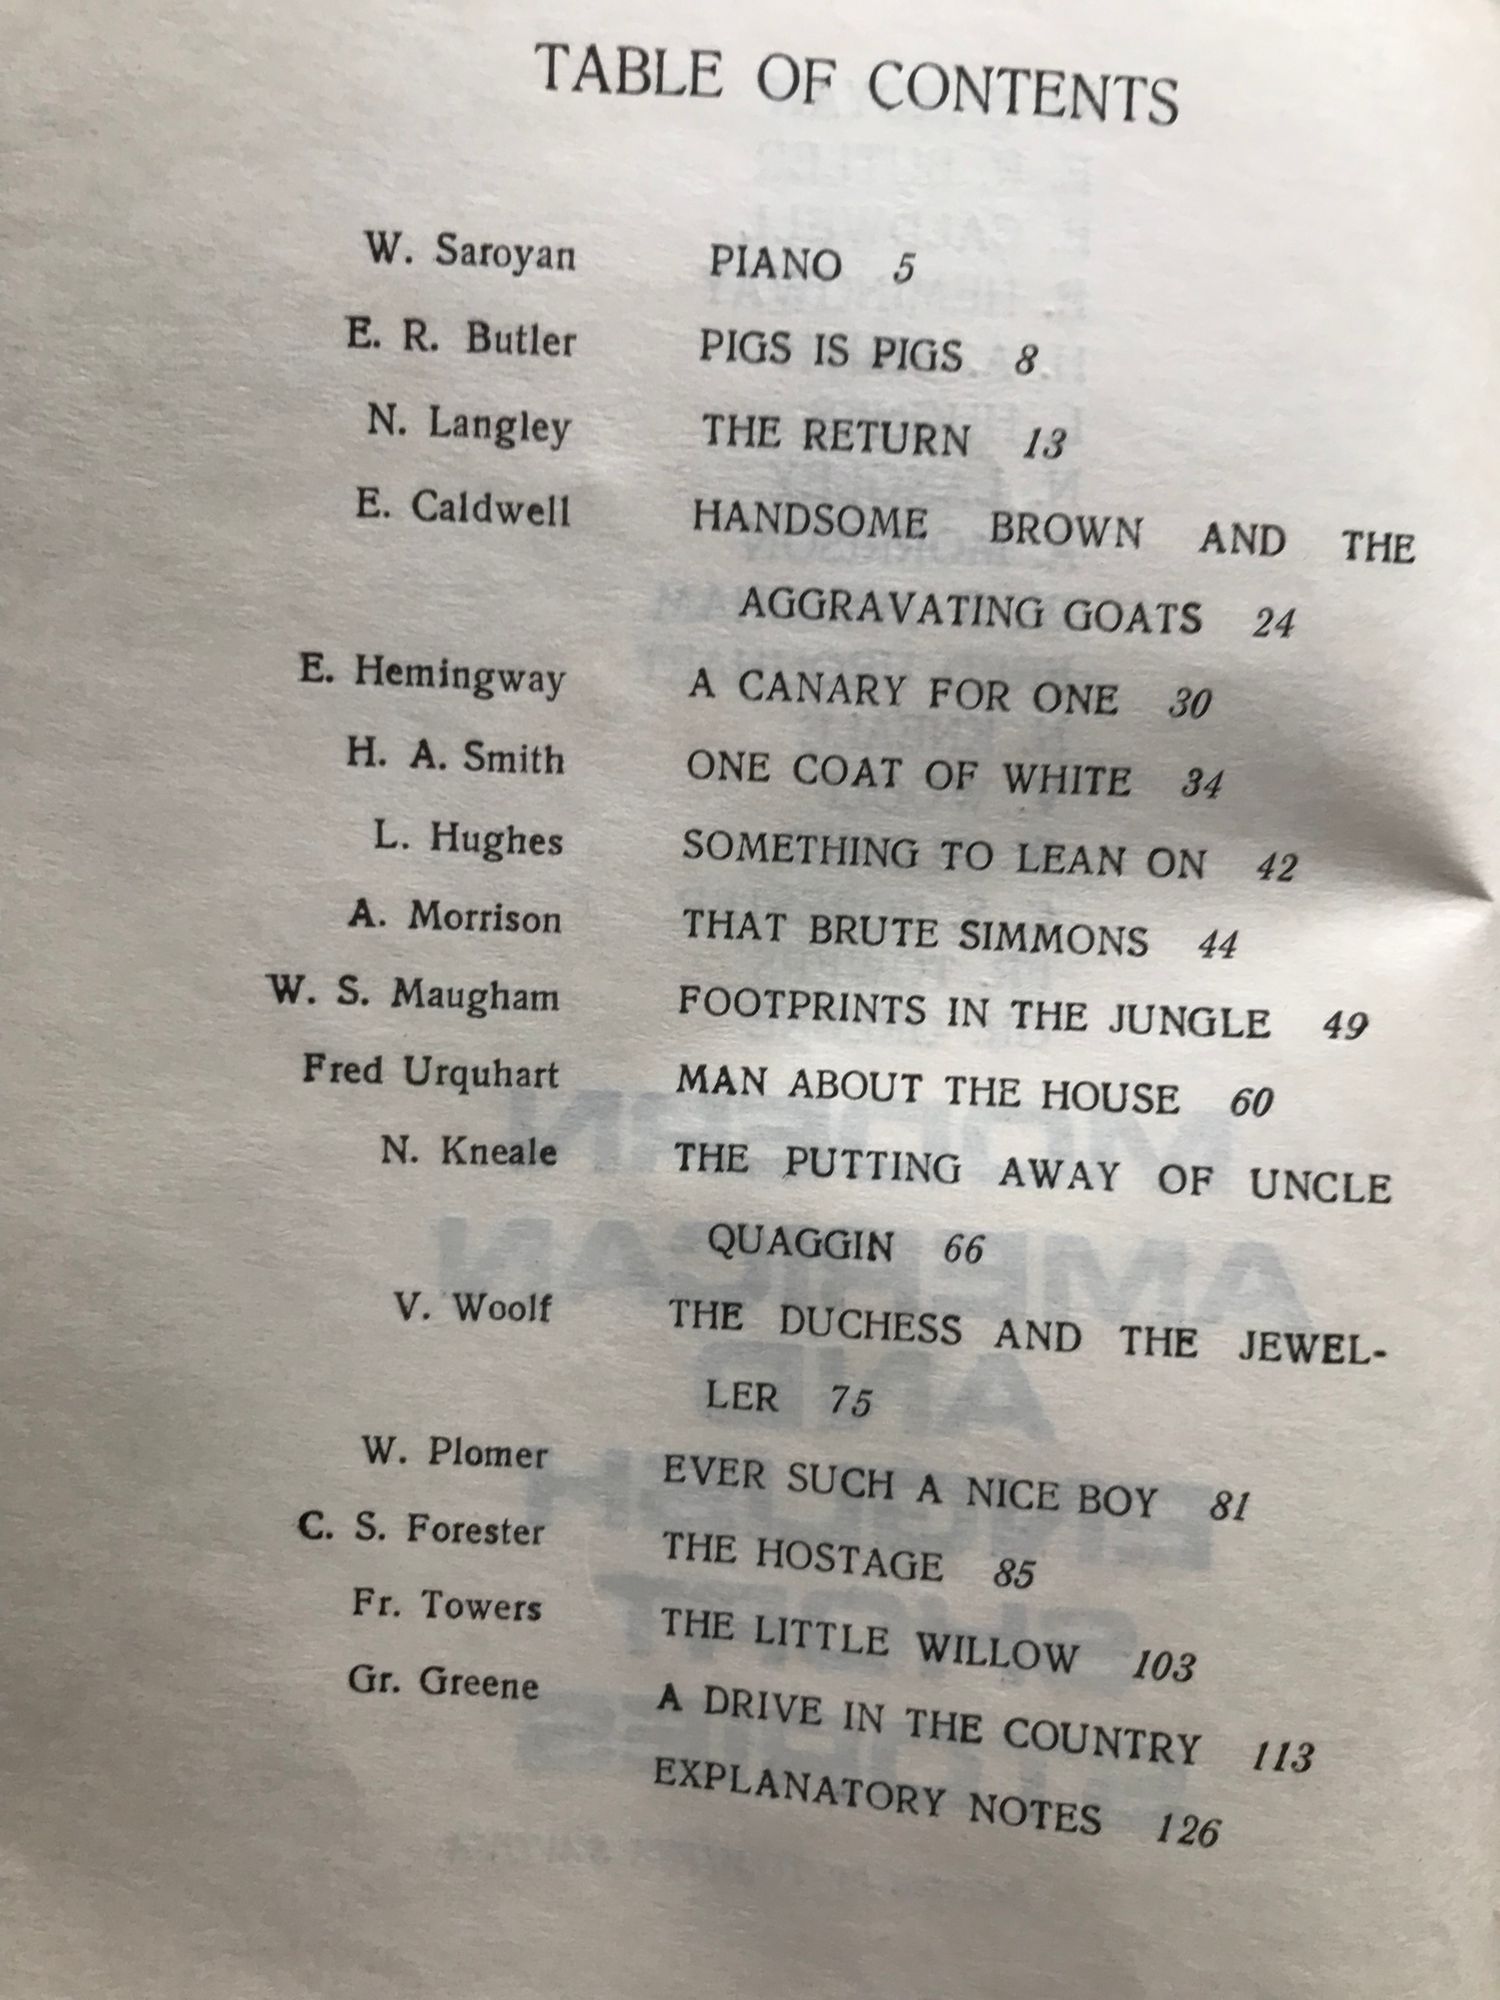 TABLE OF CONTENTS
W. Saroyan PIANO 5
E. R. Butler PIGS IS PIGS 8
N. Langley THE RETURN 13
E. Caldwell HANDSOME BROWN AND THE
AGGRAVATING GOATS 24
E. Hemingway A CANARY FOR ONE 30
H. A. Smith ONE COAT OF WHITE 34
L. Hughes SOMETHING TO LEAN ON 42
A. Morrison THAT BRUTE SIMMONS 44
W. S. Maugham FOOTPRINTS IN THE JUNGLE 49
Fred Urquhart MAN ABOUT THE HOUSE 60
N. Kneale THE PUTTING AWAY OF UNCLE
QUAGGIN 66
V. Woolf THE DUCHESS AND THE JEWEL-
LER 75
W. Plomer EVER SUCH A NICE BOY 81
C. S. Forester THE HOSTAGE 85
Fr. Towers THE LITTLE WILLOW 103
Gr. Greene A DRIVE IN THE COUNTRY 113
EXPLANATORY NOTES 126